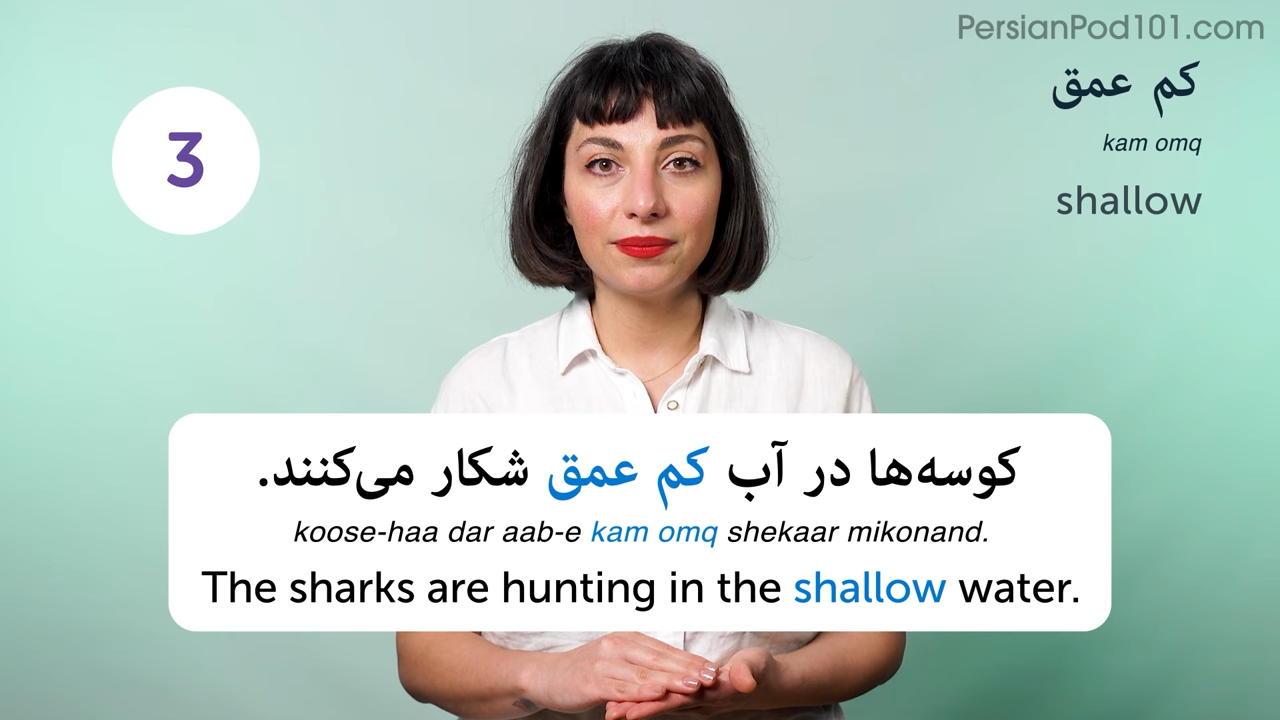 PersianPod101.com
3
کم عمق
kam omq
shallow
کوسه‌ها در آب کم عمق شکار می‌کنند.
koose-haa dar aab-e kam omq shekaar mikonand.
The sharks are hunting in the shallow water.